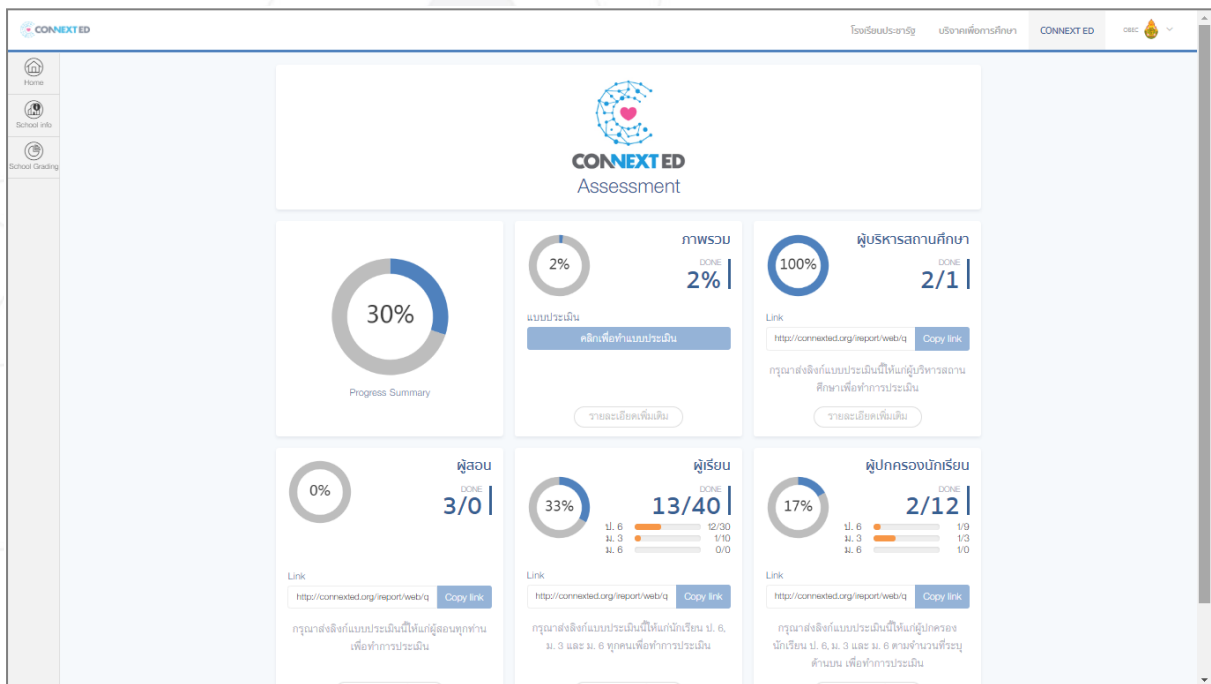 CONNEXT ED
โรงเรียนประชารัฐ
บริจาคเพื่อการศึกษา
CONNEXT ED
OBEC
Home
School info
School Grading
CONNEXT ED
Assessment
30%
Progress Summary
ภาพรวม
2%
DONE
2%
แบบประเมิน
คลิกเพื่อทำแบบประเมิน
รายละเอียดเพิ่มเติม
ผู้บริหารสถานศึกษา
100%
DONE
2/1
Link
http://connexted.org/ireport/web/q
Copy link
กรุณาส่งลิงก์แบบประเมินนี้ให้แก่ผู้บริหารสถาน
ศึกษาเพื่อทำการประเมิน
รายละเอียดเพิ่มเติม
ผู้สอน
0%
DONE
3/0
Link
http://connexted.org/ireport/web/q
Copy link
กรุณาส่งลิงก์แบบประเมินนี้ให้แก่ผู้สอนทุกท่าน
เพื่อทำการประเมิน
ผู้เรียน
33%
DONE
13/40
ป. 6 12/30
ม. 3 1/10
ม. 6 0/0
Link
http://connexted.org/ireport/web/q
Copy link
กรุณาส่งลิงก์แบบประเมินนี้ให้แก่นักเรียน ป. 6,
ม. 3 และ ม. 6 ทุกคนเพื่อทำการประเมิน
ผู้ปกครองนักเรียน
17%
DONE
2/12
ป. 6 1/9
ม. 3 1/3
ม. 6 1/0
Link
http://connexted.org/ireport/web/q
Copy link
กรุณาส่งลิงก์แบบประเมินนี้ให้แก่ผู้ปกครอง
นักเรียน ป. 6, ม. 3 และ ม. 6 ตามจำนวนที่ระบุ
ด้านบน เพื่อทำการประเมิน